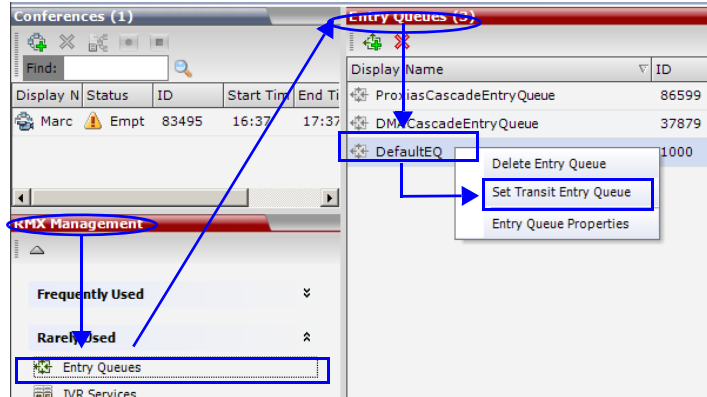 Conferences (1)
Find:
Display N Status ID Start Tim End Ti
Marc Empt 83495 16:37 17:37
RMX Management
Frequently Used
Rarely Used
Entry Queues
IVR Services
Entry Queues (3)
Display Name ID
ProxiasCascadeEntryQueue 86599
DMACascadeEntryQueue 37879
DefaultEQ 1000
Delete Entry Queue
Set Transit Entry Queue
Entry Queue Properties